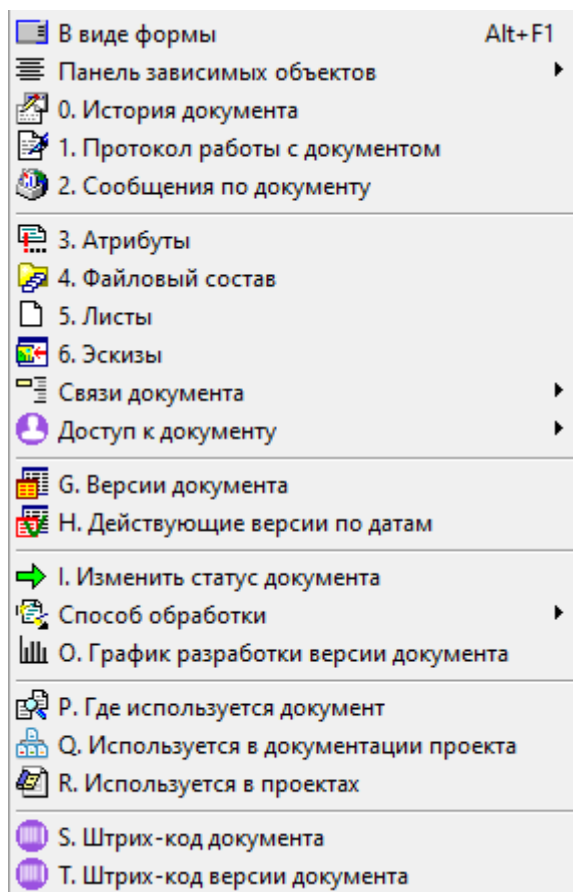 В виде формы Alt+F1
Панель зависимых объектов
0. История документа
1. Протокол работы с документом
2. Сообщения по документу
3. Атрибуты
4. Файловый состав
5. Листы
6. Эскизы
Связи документа
Доступ к документу
G. Версии документа
H. Действующие версии по датам
I. Изменить статус документа
Способ обработки
O. График разработки версии документа
P. Где используется документ
Q. Используется в документации проекта
R. Используется в проектах
S. Штрих-код документа
T. Штрих-код версии документа